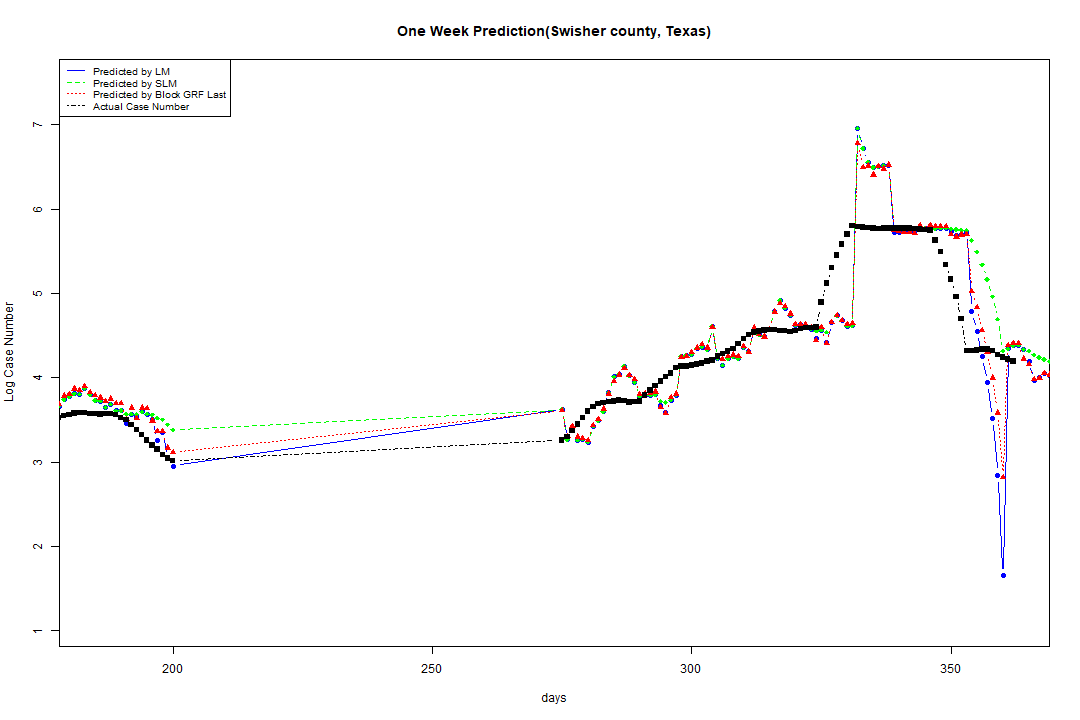 One Week Prediction(Swisher county, Texas)
Predicted by LM
Predicted by SLM
Predicted by Block GRF Last
Actual Case Number
Log Case Number
7
6
5
4
3
2
1
200
250
300
350
days